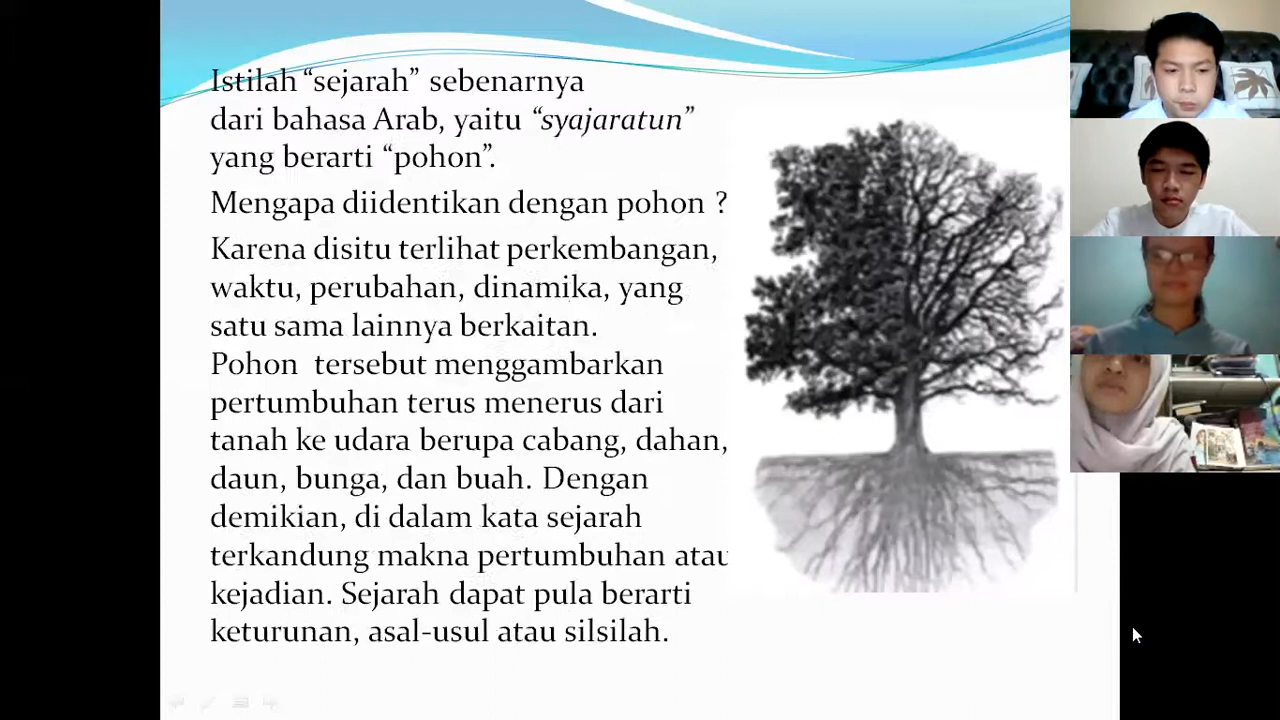 Istilah “sejarah” sebenarnya
dari bahasa Arab, yaitu “syajaratun”
yang berarti “pohon”.
Mengapa diidentikan dengan pohon ?
Karena disitu terlihat perkembangan,
waktu, perubahan, dinamika, yang
satu sama lainnya berkaitan.
Pohon tersebut menggambarkan
pertumbuhan terus menerus dari
tanah ke udara berupa cabang, dahan,
daun, bunga, dan buah. Dengan
demikian, di dalam kata sejarah
terkandung makna pertumbuhan atau
kejadian. Sejarah dapat pula berarti
keturunan, asal-usul atau silsilah.